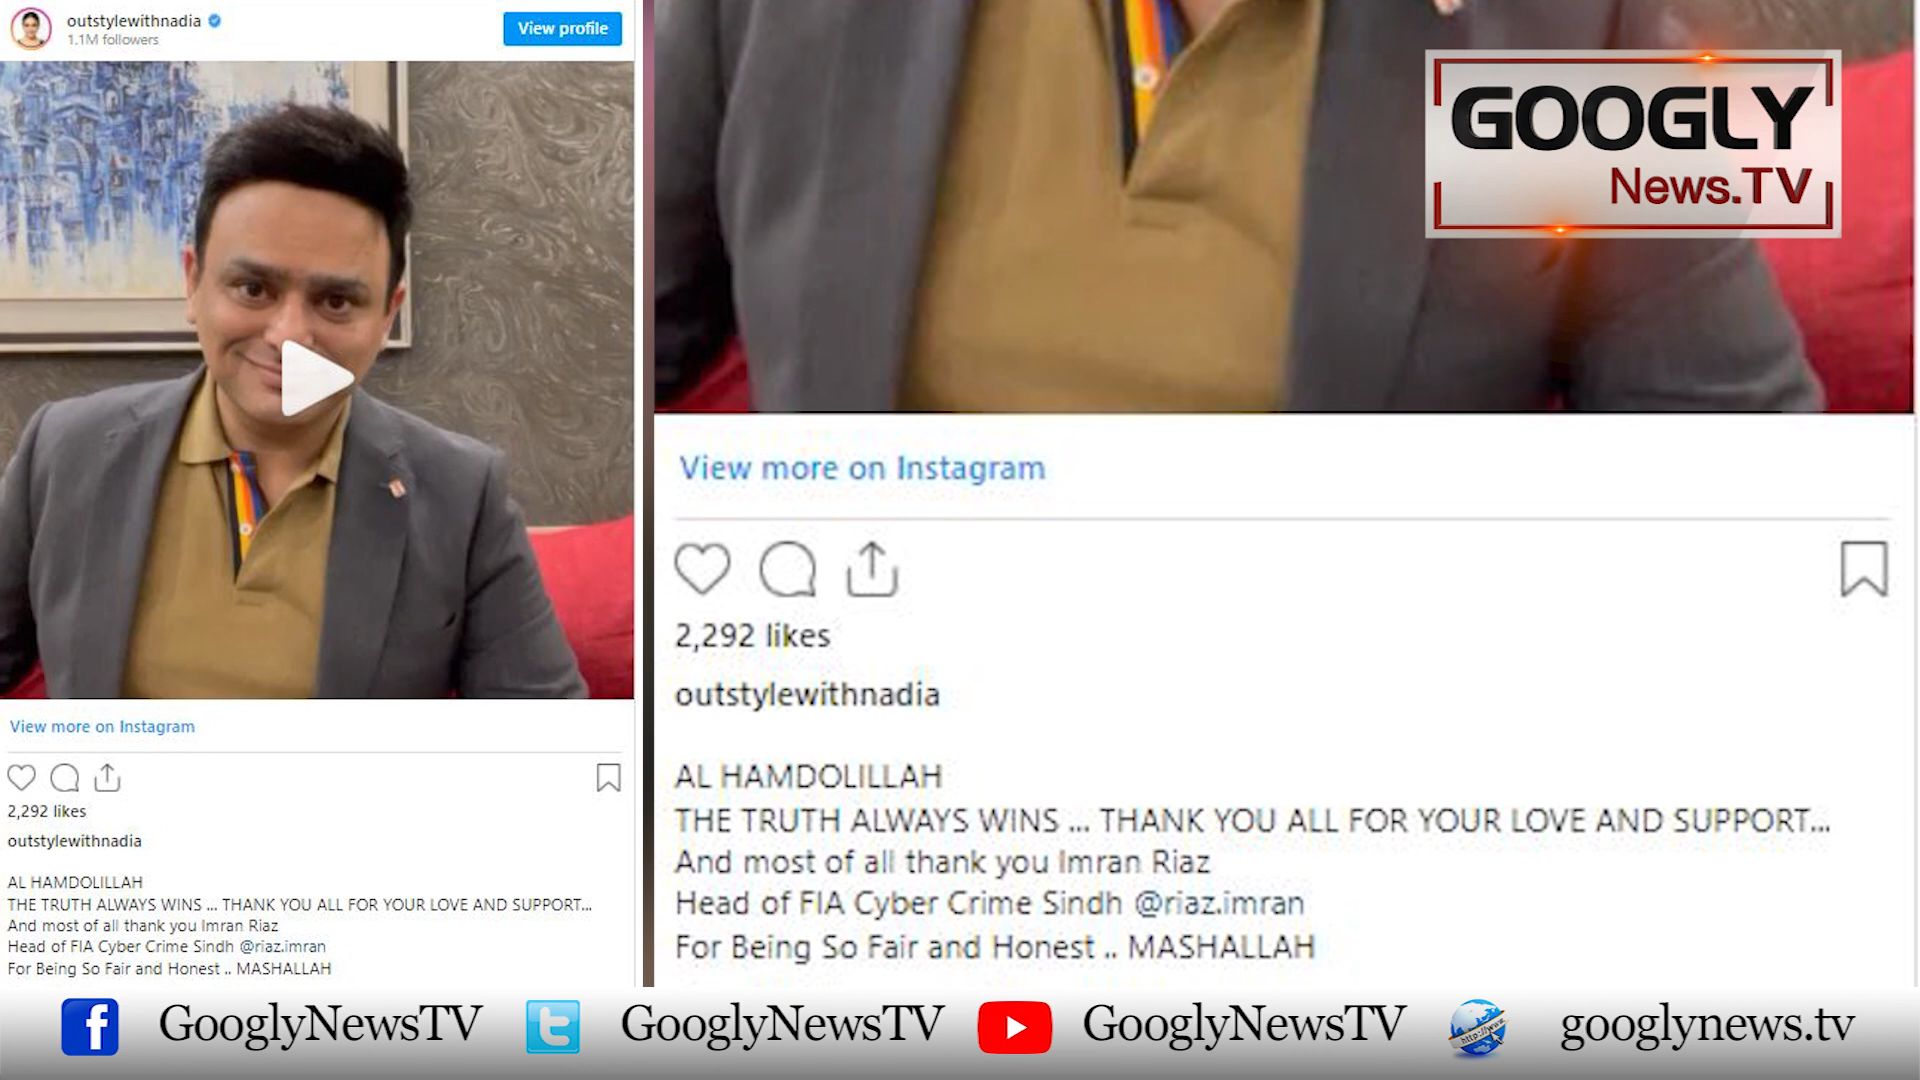 outstylewithnadia
1.1M followers
View profile
View more on Instagram
2,292 likes
outstylewithnadia
AL HAMDOLILLAH
THE TRUTH ALWAYS WINS ... THANK YOU ALL FOR YOUR LOVE AND SUPPORT...
And most of all thank you Imran Riaz
Head of FIA Cyber Crime Sindh @riaz.imran
For Being So Fair and Honest .. MASHALLAH
GOOGLY
News.TV
View more on Instagram
2,292 likes
outstylewithnadia
AL HAMDOLILLAH
THE TRUTH ALWAYS WINS ... THANK YOU ALL FOR YOUR LOVE AND SUPPORT...
And most of all thank you Imran Riaz
Head of FIA Cyber Crime Sindh @riaz.imran
For Being So Fair and Honest .. MASHALLAH
f GooglyNewsTV t GooglyNewsTV GooglyNewsTV http://www. googlynews.tv